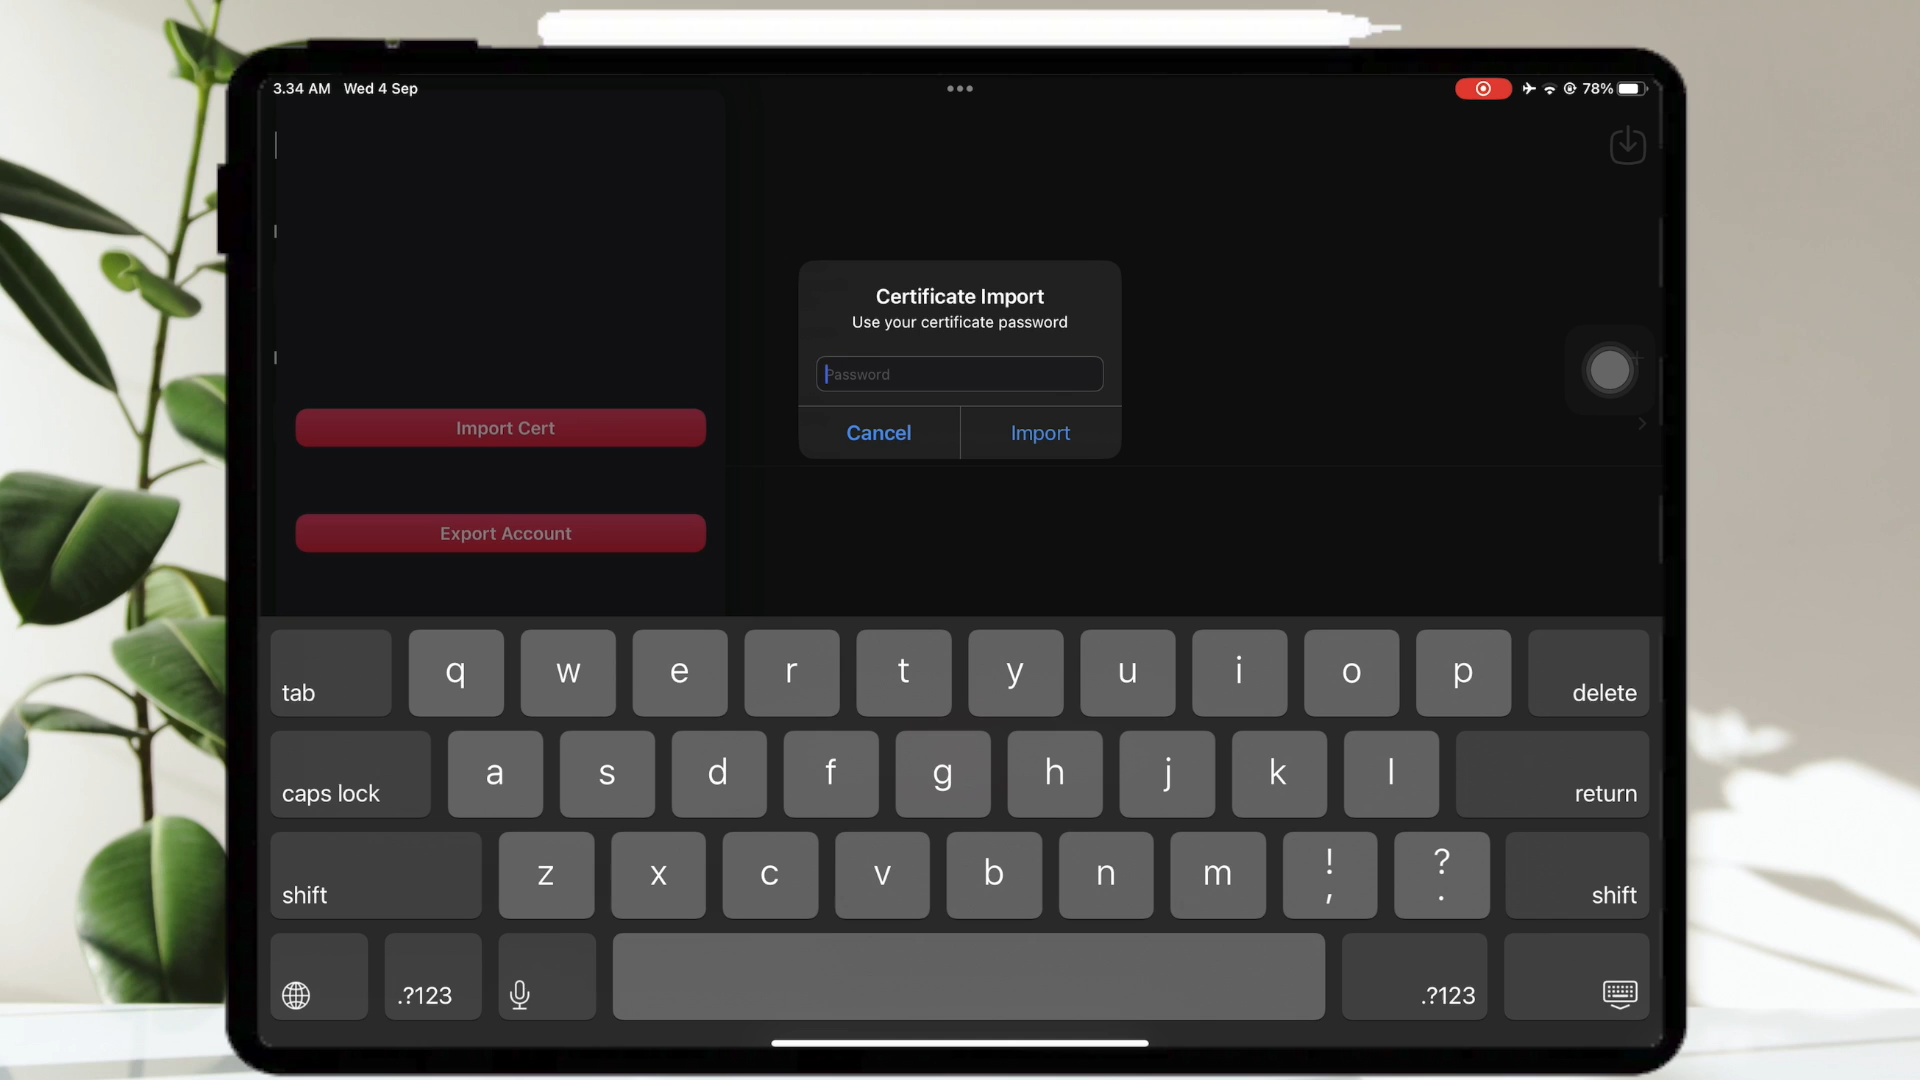 3.34 AM Wed 4 Sep
78%
Certificate Import
Use your certificate password
Password
Cancel Import
Import Cert
Export Account
tab q w e r t y u i o p delete
caps lock a s d f g h j k l return
shift z x c v b n m ! , ? . shift
.?123 .?123